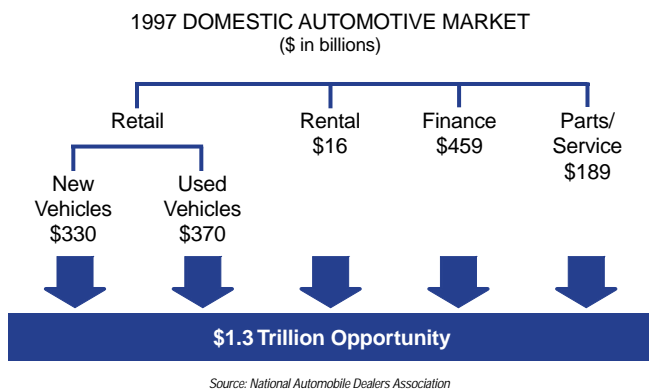 1997 DOMESTIC AUTOMOTIVE MARKET
($ in billions)
Retail
New
Vehicles
$330
Used
Vehicles
$370
Rental
$16
Finance
$459
Parts/
Service
$189
$1.3 Trillion Opportunity
Source: National Automobile Dealers Association